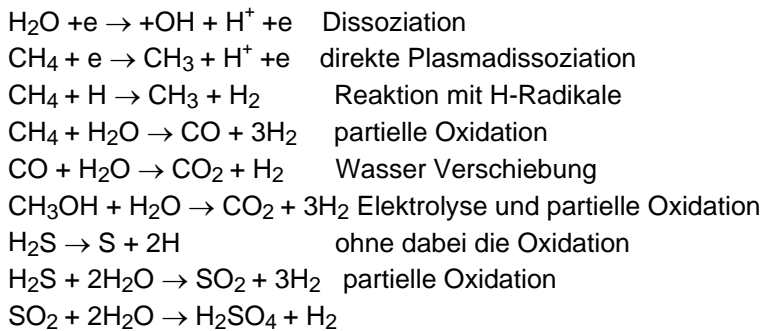 H₂O +e → +OH + H⁺ +e Dissoziation
CH₄ + e → CH₃ + H⁺ +e direkte Plasmadissoziation
CH₄ + H → CH₃ + H₂ Reaktion mit H-Radikale
CH₄ + H₂O → CO + 3H₂ partielle Oxidation
CO + H₂O → CO₂ + H₂ Wasser Verschiebung
CH₃OH + H₂O → CO₂ + 3H₂ Elektrolyse und partielle Oxidation
H₂S → S + 2H ohne dabei die Oxidation
H₂S + 2H₂O → SO₂ + 3H₂ partielle Oxidation
SO₂ + 2H₂O → H₂SO₄ + H₂